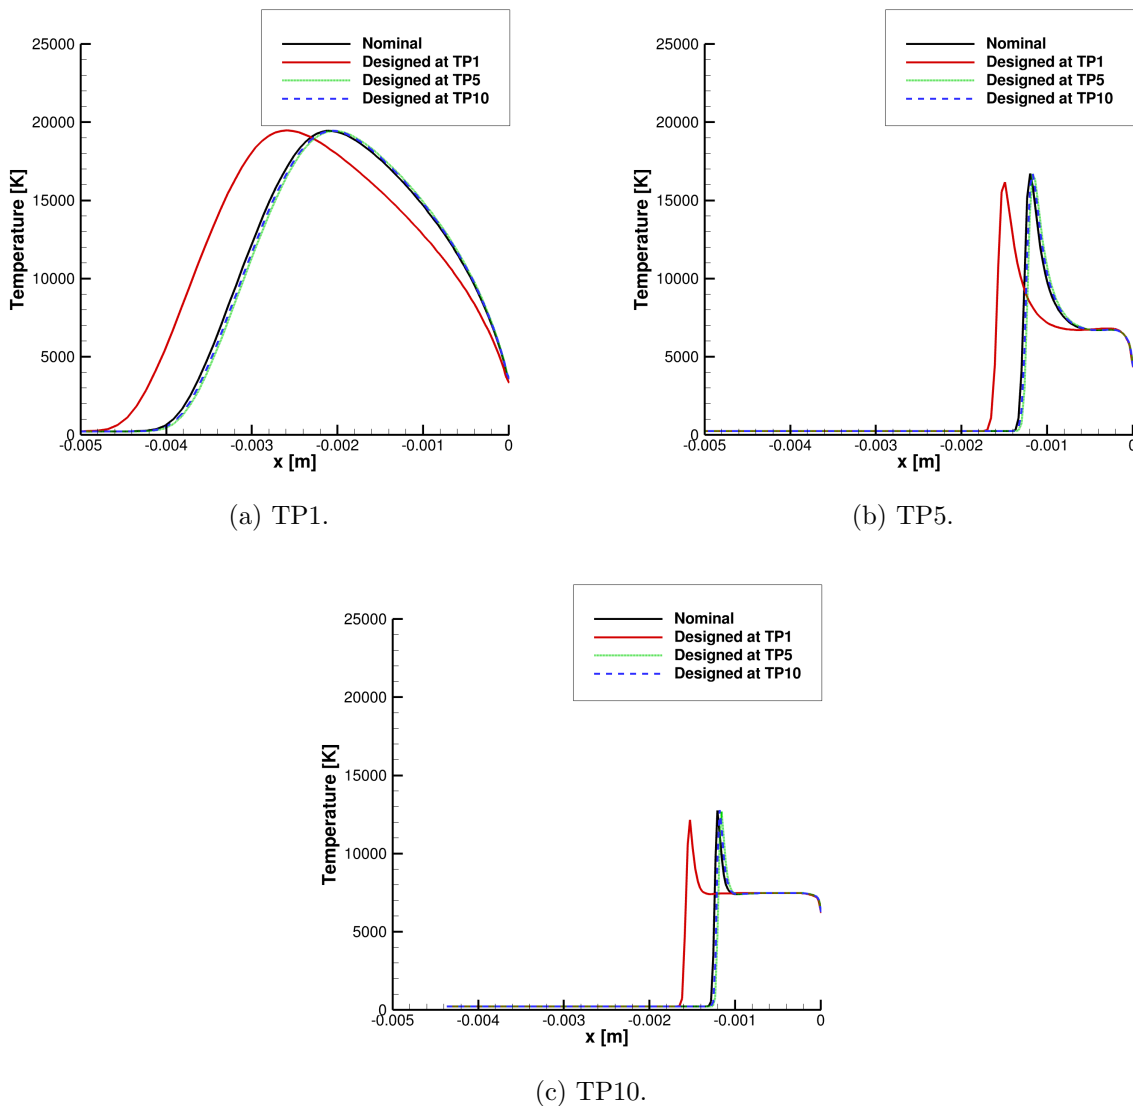 Nominal
Designed at TP1
Designed at TP5
Designed at TP10
Temperature [K]
25000
20000
15000
10000
5000
0
-0.005 -0.004 -0.003 -0.002 -0.001 0
x [m]
(a) TP1.
Nominal
Designed at TP1
Designed at TP5
Designed at TP10
Temperature [K]
25000
20000
15000
10000
5000
0
-0.005 -0.004 -0.003 -0.002 -0.001 0
x [m]
(b) TP5.
Nominal
Designed at TP1
Designed at TP5
Designed at TP10
Temperature [K]
25000
20000
15000
10000
5000
0
-0.005 -0.004 -0.003 -0.002 -0.001 0
x [m]
(c) TP10.